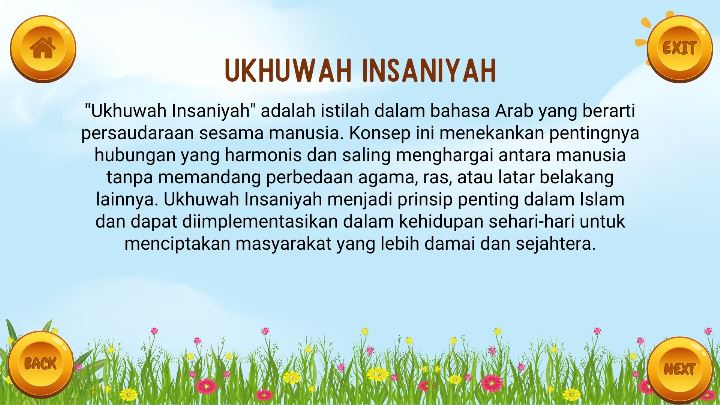 EXIT
UKHUWAH INSANIYAH
"Ukhuwah Insaniyah" adalah istilah dalam bahasa Arab yang berarti
persaudaraan sesama manusia. Konsep ini menekankan pentingnya
hubungan yang harmonis dan saling menghargai antara manusia
tanpa memandang perbedaan agama, ras, atau latar belakang
lainnya. Ukhuwah Insaniyah menjadi prinsip penting dalam Islam
dan dapat diimplementasikan dalam kehidupan sehari-hari untuk
menciptakan masyarakat yang lebih damai dan sejahtera.
BACK
NEXT